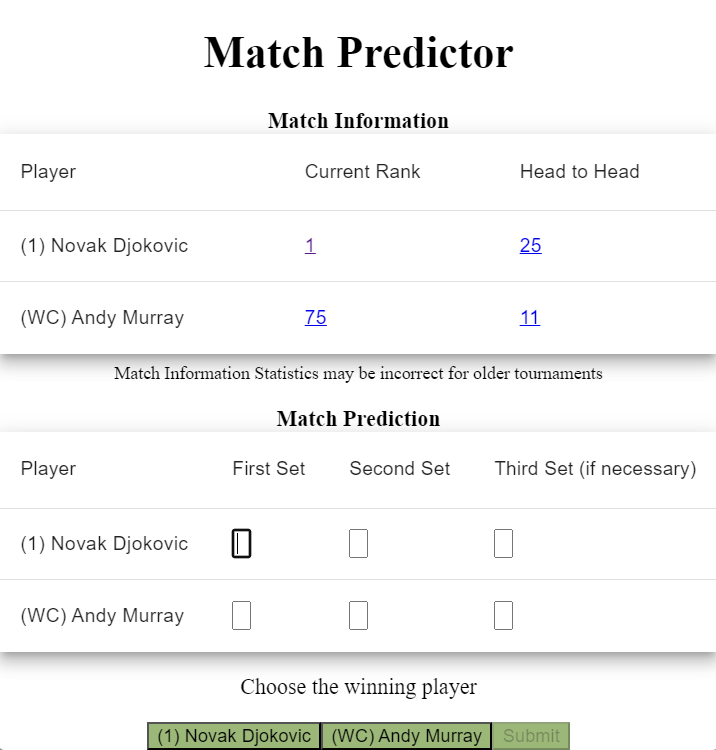 Match Predictor
Match Information
Player Current Rank Head to Head
(1) Novak Djokovic 1 25
(WC) Andy Murray 75 11
Match Information Statistics may be incorrect for older tournaments
Match Prediction
Player First Set Second Set Third Set (if necessary)
(1) Novak Djokovic
(WC) Andy Murray
Choose the winning player
(1) Novak Djokovic (WC) Andy Murray Submit